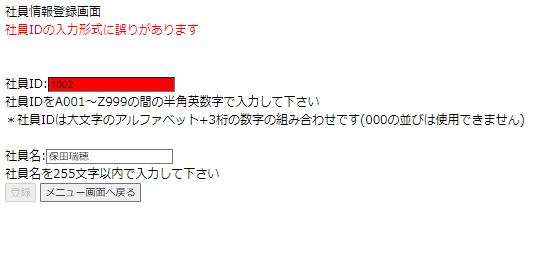 社員情報登録画面
社員IDの入力形式に誤りがあります
社員ID:1002
社員IDをA001～Z999の間の半角英数字で入力して下さい
＊社員IDは大文字のアルファベット+3桁の数字の組み合わせです(000の並びは使用できません)
社員名:保田瑞穂
社員名を255文字以内で入力して下さい
登録 メニュー画面へ戻る